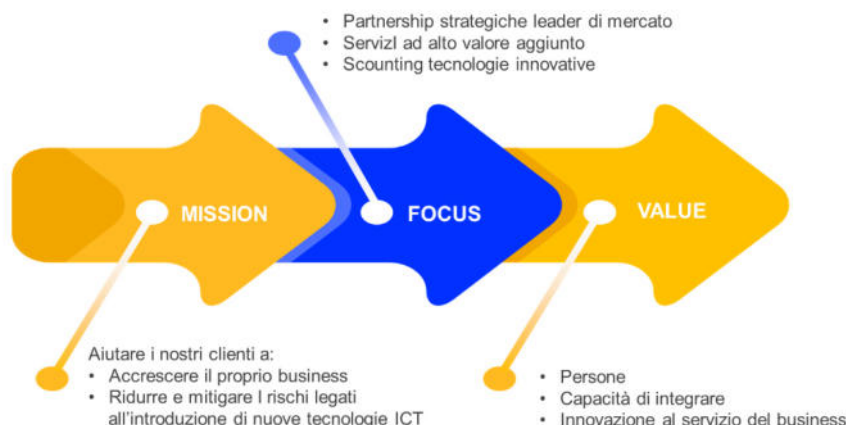 • Partnership strategiche leader di mercato
• ServizI ad alto valore aggiunto
• Scounting tecnologie innovative
MISSION
FOCUS
VALUE
Aiutare i nostri clienti a:
• Accrescere il proprio business
• Ridurre e mitigare I rischi legati
all'introduzione di nuove tecnologie ICT
• Persone
• Capacità di integrare
• Innovazione al servizio del business